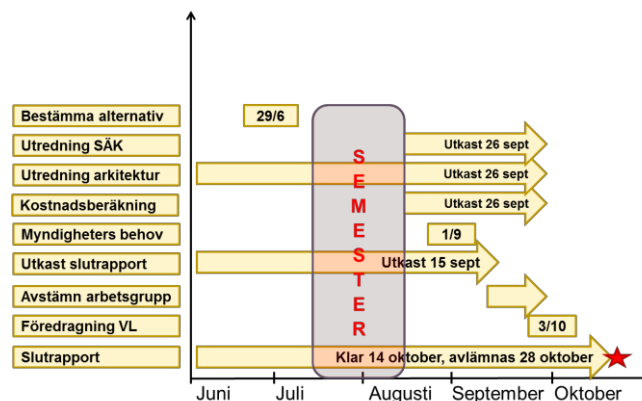 Bestämma alternativ
29/6
Utredning SÄK
Utkast 26 sept
Utredning arkitektur
Utkast 26 sept
Kostnadsberäkning
Utkast 26 sept
Myndigheters behov
1/9
Utkast slutrapport
Utkast 15 sept
Avstämn arbetsgrupp
Föredragning VL
3/10
Slutrapport
Klar 14 oktober, avlämnas 28 oktober
SEMESTER
Juni
Juli
Augusti
September
Oktober